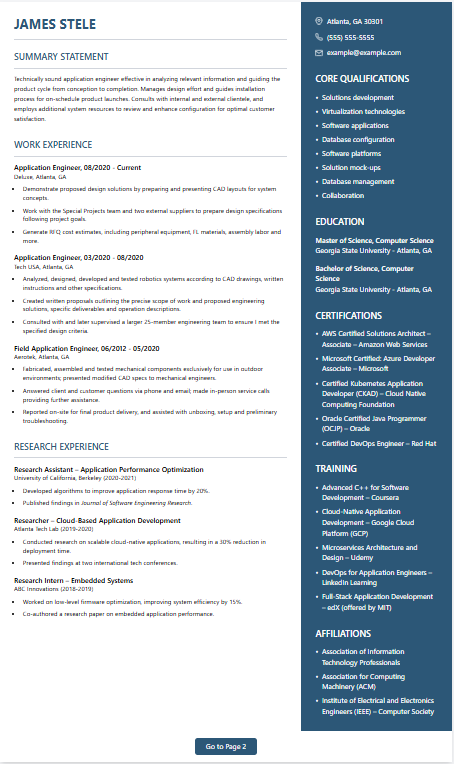 JAMES STELE
SUMMARY STATEMENT
Technically sound application engineer effective in analyzing relevant information and guiding the
product cycle from conception to completion. Manages design effort and guides installation
process for on-schedule product launches. Consults with internal and external clientele, and
employs additional system resources to review and enhance configuration for optimal customer
satisfaction.
WORK EXPERIENCE
Application Engineer, 08/2020 - Current
Deluxe, Atlanta, GA
• Demonstrate proposed design solutions by preparing and presenting CAD layouts for system
concepts.
• Work with the Special Projects team and two external suppliers to prepare design specifications
following project goals.
• Generate RFQ cost estimates, including peripheral equipment, FL materials, assembly labor and
more.
Application Engineer, 03/2020 - 08/2020
Tech USA, Atlanta, GA
• Analyzed, designed, developed and tested robotics systems according to CAD drawings, written
instructions and other specifications.
• Created written proposals outlining the precise scope of work and proposed engineering
solutions, specific deliverables and operation descriptions.
• Consulted with and later supervised a larger 25-member engineering team to ensure I met the
specified design criteria.
Field Application Engineer, 06/2012 - 05/2020
Aerotek, Atlanta, GA
• Fabricated, assembled and tested mechanical components exclusively for use in outdoor
environments; presented modified CAD specs to mechanical engineers.
• Answered client and customer questions via phone and email; made in-person service calls
providing further assistance.
• Reported on-site for final product delivery, and assisted with unboxing, setup and preliminary
troubleshooting.
RESEARCH EXPERIENCE
Research Assistant – Application Performance Optimization
University of California, Berkeley (2020-2021)
• Developed algorithms to improve application response time by 20%.
• Published findings in Journal of Software Engineering Research.
Researcher – Cloud-Based Application Development
Atlanta Tech Lab (2019-2020)
• Conducted research on scalable cloud-native applications, resulting in a 30% reduction in
deployment time.
• Presented findings at two international tech conferences.
Research Intern – Embedded Systems
ABC Innovations (2018-2019)
• Worked on low-level firmware optimization, improving system efficiency by 15%.
• Co-authored a research paper on embedded application performance.
Atlanta, GA 30301
(555) 555-5555
example@example.com
CORE QUALIFICATIONS
• Solutions development
• Virtualization technologies
• Software applications
• Database configuration
• Software platforms
• Solution mock-ups
• Database management
• Collaboration
EDUCATION
Master of Science, Computer Science
Georgia State University - Atlanta, GA
Bachelor of Science, Computer
Science
Georgia State University - Atlanta, GA
CERTIFICATIONS
• AWS Certified Solutions Architect –
Associate – Amazon Web Services
• Microsoft Certified: Azure Developer
Associate – Microsoft
• Certified Kubernetes Application
Developer (CKAD) – Cloud Native
Computing Foundation
• Oracle Certified Java Programmer
(OCJP) – Oracle
• Certified DevOps Engineer – Red Hat
TRAINING
• Advanced C++ for Software
Development – Coursera
• Cloud-Native Application
Development – Google Cloud
Platform (GCP)
• Microservices Architecture and
Design – Udemy
• DevOps for Application Engineers –
LinkedIn Learning
• Full-Stack Application Development
– edX (offered by MIT)
AFFILIATIONS
• Association of Information
Technology Professionals
• Association for Computing
Machinery (ACM)
• Institute of Electrical and Electronics
Engineers (IEEE) – Computer Society
Go to Page 2